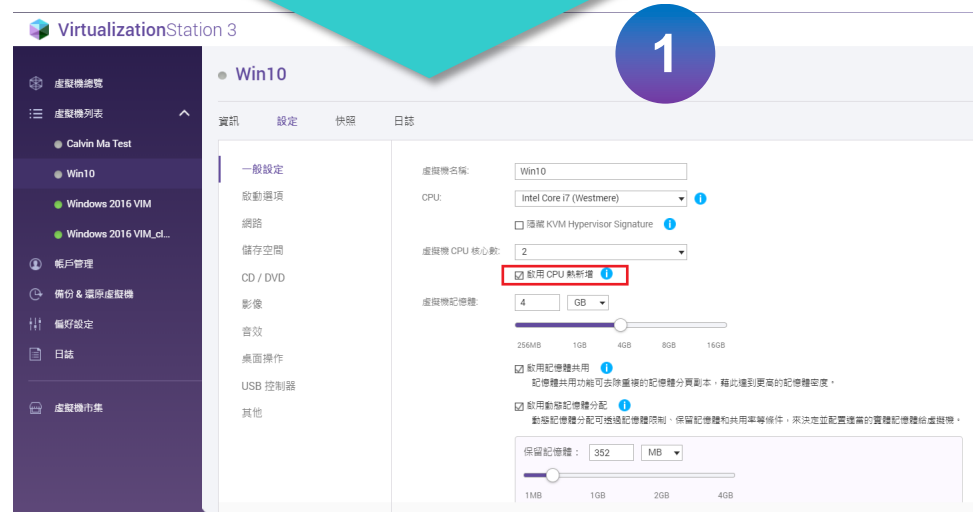 VirtualizationStation 3
1
虛擬機總覽
虛擬機列表
Calvin Ma Test
Win10
Windows 2016 VIM
Windows 2016 VIM_cl...
帳戶管理
備份 & 還原虛擬機
偏好設定
日誌
虛擬機市集
Win10
資訊 設定 快照 日誌
一般設定
啟動選項
網路
儲存空間
CD / DVD
影像
音效
桌面操作
USB 控制器
其他
虛擬機名稱: Win10
CPU: Intel Core i7 (Westmere)
隱藏 KVM Hypervisor Signature
虛擬機 CPU 核心數: 2
啟用 CPU 熱新增
虛擬機記憶體: 4 GB
256MB 1GB 4GB 8GB 16GB
啟用記憶體共用
記憶體共用功能可去除重複的記憶體分頁副本，藉此達到更高的記憶體密度。
啟用動態記憶體分配
動態記憶體分配可透過記憶體限制、保留記憶體和共用率等條件，來決定並配置適當的實體記憶體給虛擬機。
保留記憶體： 352 MB
1MB 1GB 2GB 4GB